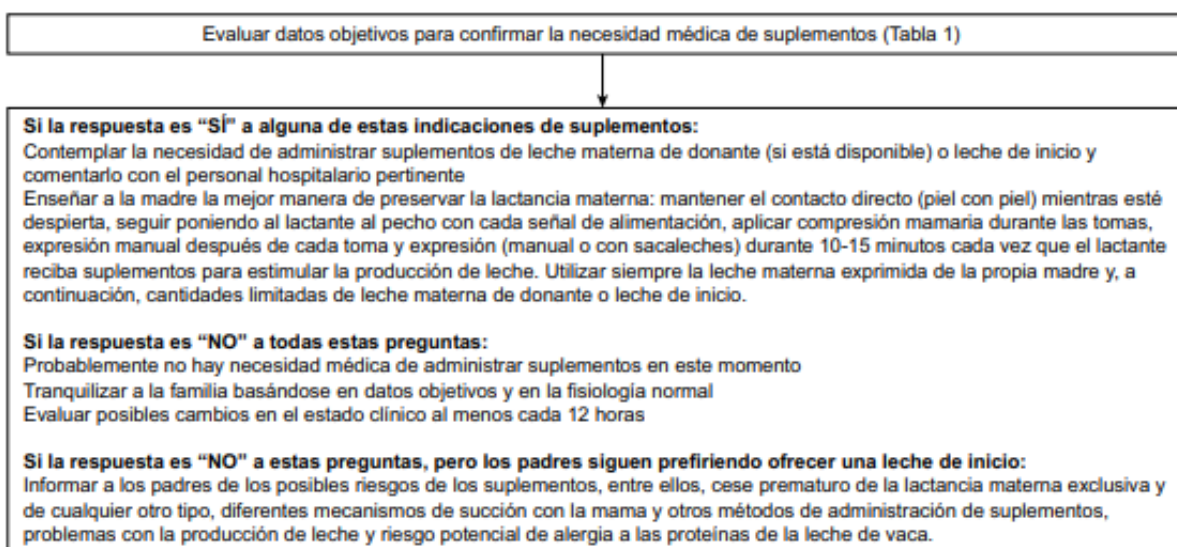 Evaluar datos objetivos para confirmar la necesidad médica de suplementos (Tabla 1)
Si la respuesta es “SÍ” a alguna de estas indicaciones de suplementos:
Contemplar la necesidad de administrar suplementos de leche materna de donante (si está disponible) o leche de inicio y
comentarlo con el personal hospitalario pertinente
Enseñar a la madre la mejor manera de preservar la lactancia materna: mantener el contacto directo (piel con piel) mientras esté
despierta, seguir poniendo al lactante al pecho con cada señal de alimentación, aplicar compresión mamaria durante las tomas,
expresión manual después de cada toma y expresión (manual o con sacaleches) durante 10-15 minutos cada vez que el lactante
reciba suplementos para estimular la producción de leche. Utilizar siempre la leche materna exprimida de la propia madre y, a
continuación, cantidades limitadas de leche materna de donante o leche de inicio.
Si la respuesta es “NO” a todas estas preguntas:
Probablemente no hay necesidad médica de administrar suplementos en este momento
Tranquilizar a la familia basándose en datos objetivos y en la fisiología normal
Evaluar posibles cambios en el estado clínico al menos cada 12 horas
Si la respuesta es “NO” a estas preguntas, pero los padres siguen prefiriendo ofrecer una leche de inicio:
Informar a los padres de los posibles riesgos de los suplementos, entre ellos, cese prematuro de la lactancia materna exclusiva y
de cualquier otro tipo, diferentes mecanismos de succión con la mama y otros métodos de administración de suplementos,
problemas con la producción de leche y riesgo potencial de alergia a las proteínas de la leche de vaca.